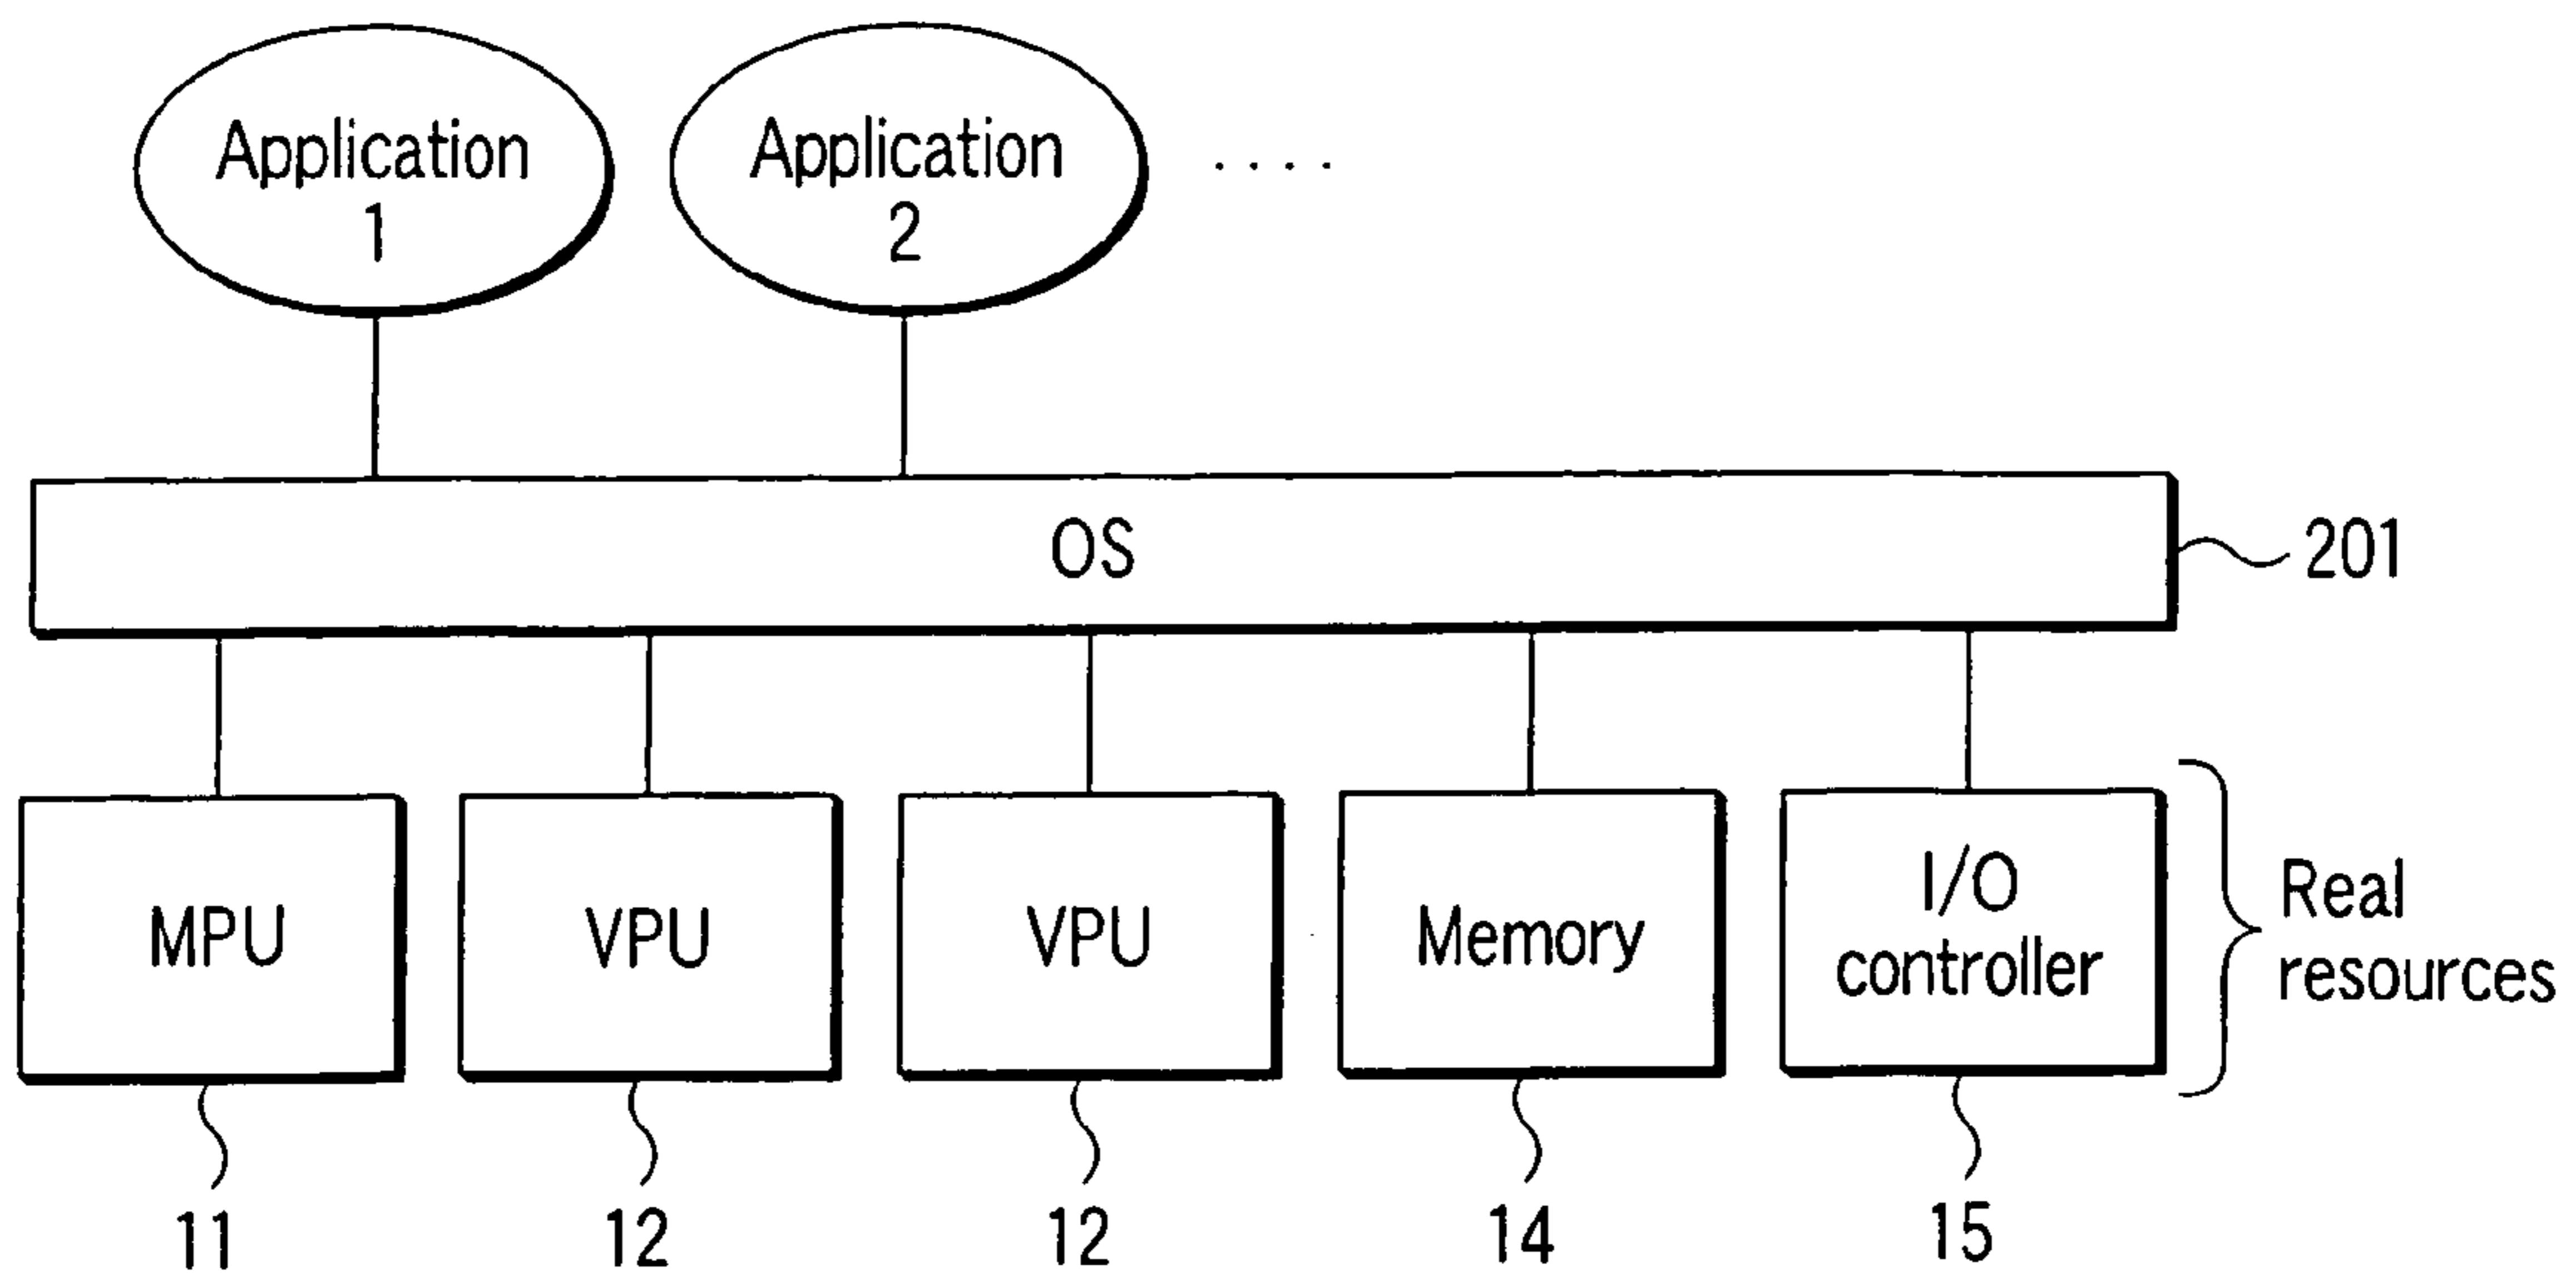 Application
1
Application
2
....
OS
201
MPU
VPU
VPU
Memory
I/O
controller
Real
resources
11
12
12
14
15